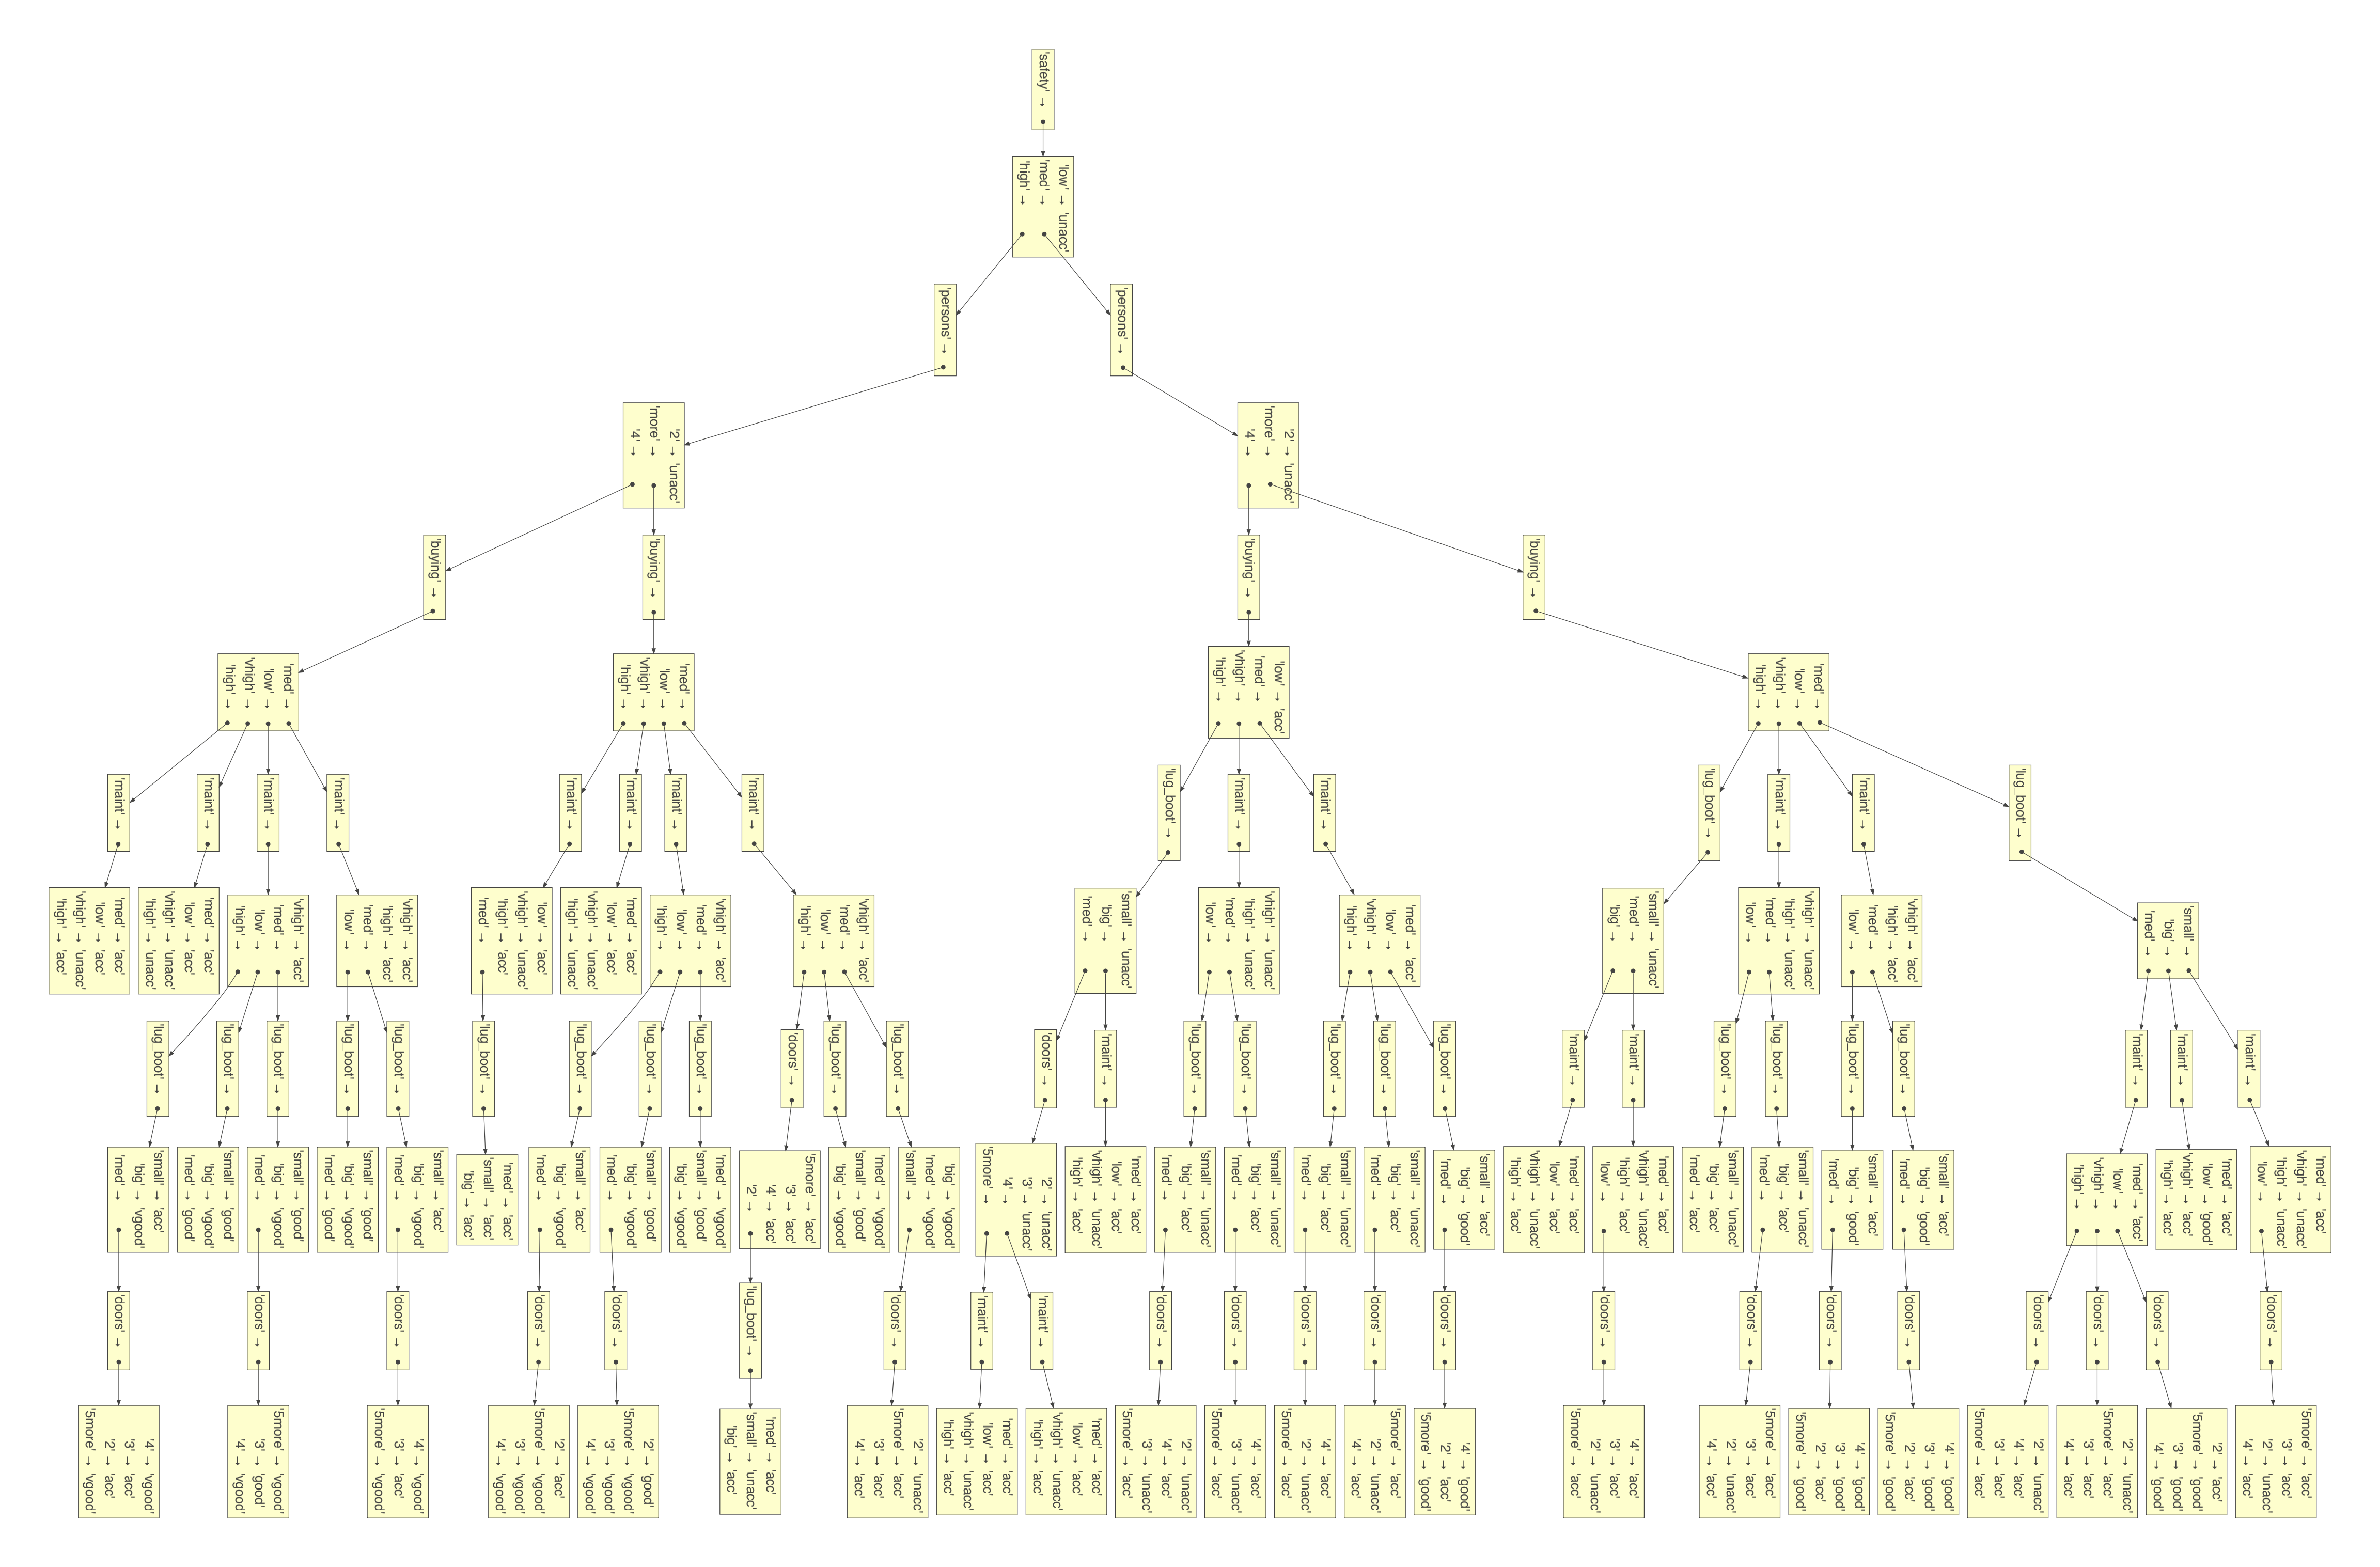 'safety' →
'low' → 'unacc'
'med' →
'high' →
'persons' →
'persons' →
'2' → 'unacc'
'more' →
'4' →
'2' → 'unacc'
'more' →
'4' →
'buying' →
'buying' →
'buying' →
'buying' →
'med' →
'low' →
'vhigh' →
'high' →
'med' →
'low' →
'vhigh' →
'high' →
'low' → 'acc'
'med' →
'vhigh' →
'high' →
'med' →
'low' →
'vhigh' →
'high' →
'maint' →
'maint' →
'maint' →
'maint' →
'maint' →
'maint' →
'maint' →
'maint' →
'lug_boot' →
'maint' →
'maint' →
'lug_boot' →
'maint' →
'maint' →
'lug_boot' →
'med' → 'acc'
'low' → 'acc'
'vhigh' → 'unacc'
'high' → 'acc'
'med' → 'acc'
'low' → 'acc'
'vhigh' → 'unacc'
'high' → 'unacc'
'vhigh' → 'acc'
'med' →
'low' →
'high' →
'vhigh' → 'acc'
'high' → 'acc'
'med' →
'low' →
'low' → 'acc'
'vhigh' → 'unacc'
'high' → 'acc'
'med' →
'med' → 'acc'
'low' → 'acc'
'vhigh' → 'unacc'
'high' → 'unacc'
'vhigh' → 'acc'
'med' →
'low' →
'high' →
'vhigh' → 'acc'
'med' →
'low' →
'high' →
'small' → 'unacc'
'big' →
'med' →
'vhigh' → 'unacc'
'high' → 'unacc'
'med' →
'low' →
'med' → 'acc'
'low' →
'vhigh' →
'high' →
'small' → 'unacc'
'med' →
'big' →
'vhigh' → 'unacc'
'high' → 'unacc'
'med' →
'low' →
'vhigh' → 'acc'
'high' → 'acc'
'med' →
'low' →
'small' →
'big' →
'med' →
'lug_boot' →
'lug_boot' →
'lug_boot' →
'lug_boot' →
'lug_boot' →
'lug_boot' →
'lug_boot' →
'lug_boot' →
'lug_boot' →
'doors' →
'lug_boot' →
'lug_boot' →
'doors' →
'maint' →
'lug_boot' →
'lug_boot' →
'lug_boot' →
'lug_boot' →
'lug_boot' →
'maint' →
'maint' →
'lug_boot' →
'lug_boot' →
'lug_boot' →
'lug_boot' →
'maint' →
'maint' →
'maint' →
'small' → 'acc'
'big' → 'vgood'
'med' →
'small' → 'good'
'big' → 'vgood'
'med' → 'good'
'small' → 'good'
'big' → 'vgood'
'med' →
'small' → 'good'
'big' → 'vgood'
'med' → 'good'
'small' → 'acc'
'big' → 'vgood'
'med' →
'med' → 'acc'
'small' → 'acc'
'big' → 'acc'
'small' → 'acc'
'big' → 'vgood'
'med' →
'small' → 'good'
'big' → 'vgood'
'med' →
'med' → 'vgood'
'small' → 'good'
'big' → 'vgood'
'5more' → 'acc'
'3' → 'acc'
'4' → 'acc'
'2' →
'med' → 'vgood'
'small' → 'good'
'big' → 'vgood'
'big' → 'vgood'
'med' → 'vgood'
'small' →
'2' → 'unacc'
'3' → 'unacc'
'4' →
'5more' →
'med' → 'acc'
'low' → 'acc'
'vhigh' → 'unacc'
'high' → 'acc'
'small' → 'unacc'
'big' → 'acc'
'med' →
'small' → 'unacc'
'big' → 'acc'
'med' →
'small' → 'unacc'
'big' → 'acc'
'med' →
'small' → 'unacc'
'big' → 'acc'
'med' →
'small' → 'acc'
'big' → 'good'
'med' →
'med' → 'acc'
'low' → 'acc'
'vhigh' → 'unacc'
'high' → 'acc'
'med' → 'unacc'
'vhigh' → 'unacc'
'high' → 'unacc'
'low' →
'small' → 'unacc'
'big' → 'acc'
'med' → 'acc'
'small' → 'unacc'
'big' → 'acc'
'med' →
'small' → 'acc'
'big' → 'good'
'med' →
'small' → 'acc'
'big' → 'good'
'med' →
'med' → 'acc'
'low' →
'vhigh' →
'high' →
'med' → 'acc'
'low' → 'good'
'vhigh' → 'acc'
'high' → 'acc'
'med' → 'acc'
'vhigh' → 'unacc'
'high' → 'unacc'
'low' →
'doors' →
'doors' →
'doors' →
'doors' →
'doors' →
'lug_boot' →
'doors' →
'maint' →
'maint' →
'doors' →
'doors' →
'doors' →
'doors' →
'doors' →
'doors' →
'doors' →
'doors' →
'doors' →
'doors' →
'doors' →
'doors' →
'doors' →
'4' → 'vgood'
'3' → 'acc'
'2' → 'acc'
'5more' → 'vgood'
'5more' → 'vgood'
'3' → 'good'
'4' → 'vgood'
'4' → 'vgood'
'3' → 'acc'
'5more' → 'vgood'
'2' → 'acc'
'5more' → 'vgood'
'3' → 'vgood'
'4' → 'vgood'
'2' → 'good'
'5more' → 'vgood'
'3' → 'vgood'
'4' → 'vgood'
'med' → 'acc'
'small' → 'unacc'
'big' → 'acc'
'2' → 'unacc'
'5more' → 'acc'
'3' → 'acc'
'4' → 'acc'
'med' → 'acc'
'low' → 'acc'
'vhigh' → 'unacc'
'high' → 'acc'
'med' → 'acc'
'low' → 'acc'
'vhigh' → 'unacc'
'high' → 'acc'
'2' → 'unacc'
'4' → 'acc'
'3' → 'unacc'
'5more' → 'acc'
'4' → 'acc'
'3' → 'unacc'
'5more' → 'acc'
'4' → 'acc'
'2' → 'unacc'
'5more' → 'acc'
'5more' → 'acc'
'2' → 'unacc'
'4' → 'acc'
'4' → 'good'
'2' → 'acc'
'5more' → 'good'
'4' → 'acc'
'3' → 'acc'
'2' → 'unacc'
'5more' → 'acc'
'5more' → 'acc'
'3' → 'acc'
'2' → 'unacc'
'4' → 'acc'
'4' → 'good'
'3' → 'good'
'2' → 'acc'
'5more' → 'good'
'4' → 'good'
'3' → 'good'
'2' → 'acc'
'5more' → 'good'
'2' → 'unacc'
'4' → 'acc'
'3' → 'acc'
'5more' → 'acc'
'2' → 'unacc'
'5more' → 'acc'
'3' → 'acc'
'4' → 'acc'
'2' → 'acc'
'5more' → 'good'
'3' → 'good'
'4' → 'good'
'5more' → 'acc'
'3' → 'acc'
'2' → 'unacc'
'4' → 'acc'